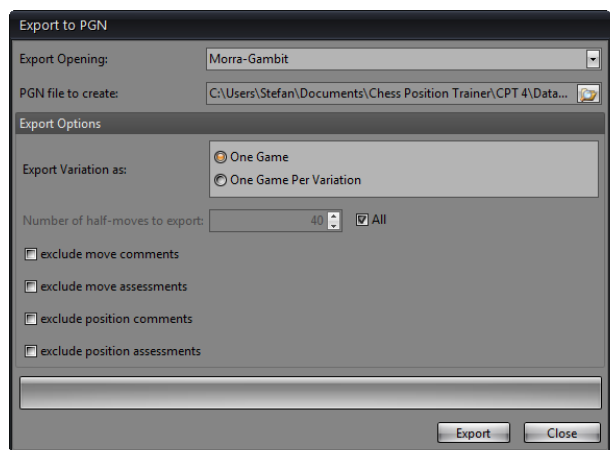 Export to PGN
Export Opening: Morra-Gambit
PGN file to create: C:\Users\Stefan\Documents\Chess Position Trainer\CPT 4\Data...
Export Options
Export Variation as:
One Game
One Game Per Variation
Number of half-moves to export: 40 All
exclude move comments
exclude move assessments
exclude position comments
exclude position assessments
Export Close